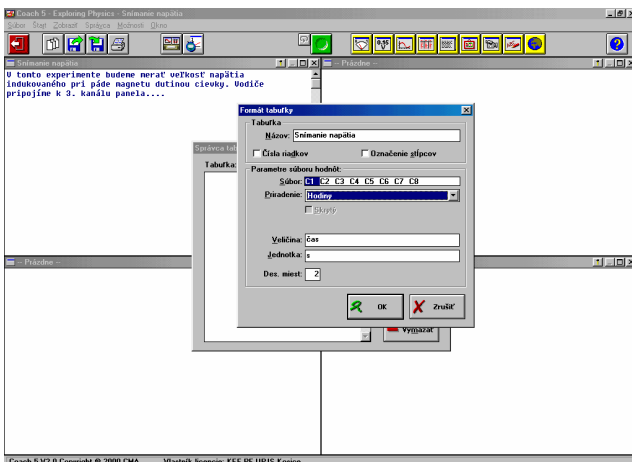 Coach 5 - Exploring Physics - Snímanie napätia
Súbor Štart Zobraziť Správca Možnosti Okno
Snímanie napätia
-- Prázdne --
V tomto experimente budeme merať veľkosť napätia
indukovaného pri páde magnetu dutinou cievky. Vodiče
pripojíme k 3. kanálu panela....
Formát tabuľky
Tabuľka
Názov: Snímanie napätia
Čísla riadkov
Označenie stĺpcov
Správca tab
Tabuľka:
Parametre súboru hodnôt:
Súbor: C1 C2 C3 C4 C5 C6 C7 C8
Priradenie: Hodiny
Skrytý
Veličina: čas
Jednotka: s
Des. miest: 2
-- Prázdne --
OK
Zrušiť
Vymazať
Coach 5 V2.0 Copyright © 2000 CMA
Vlastník licencie: KEF PF UPJS Kosice